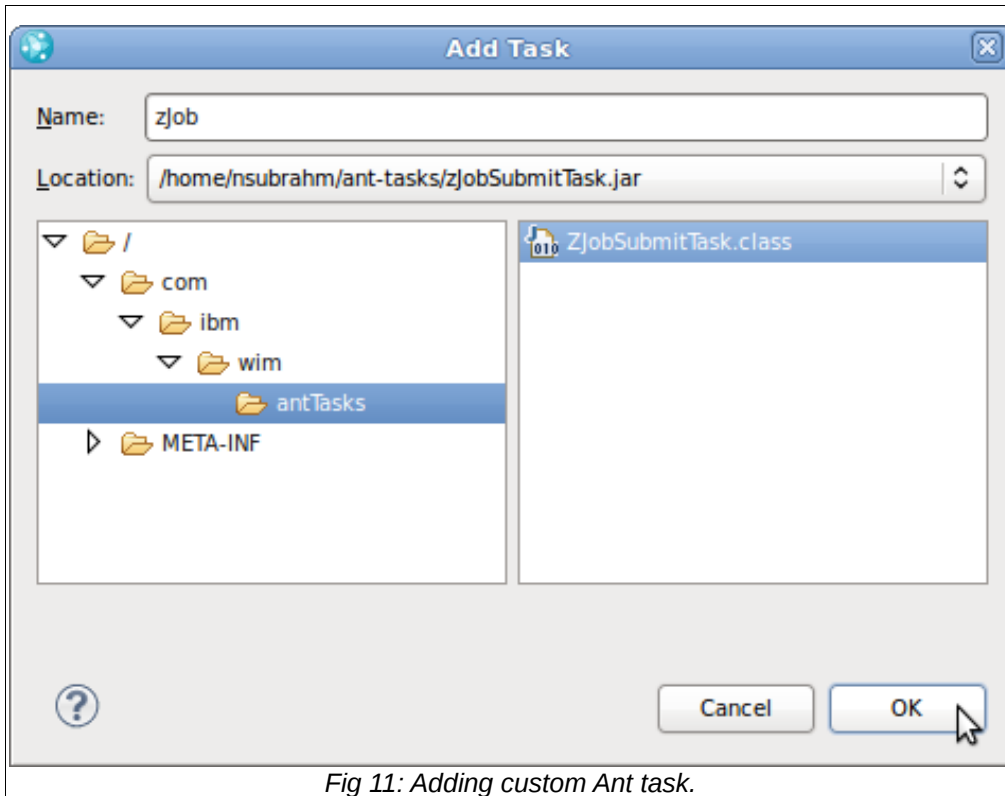 Add Task
Name: zJob
Location: /home/nsubrahm/ant-tasks/zJobSubmitTask.jar
/
com
ibm
wim
antTasks
META-INF
010 ZJobSubmitTask.class
? Cancel OK
Fig 11: Adding custom Ant task.